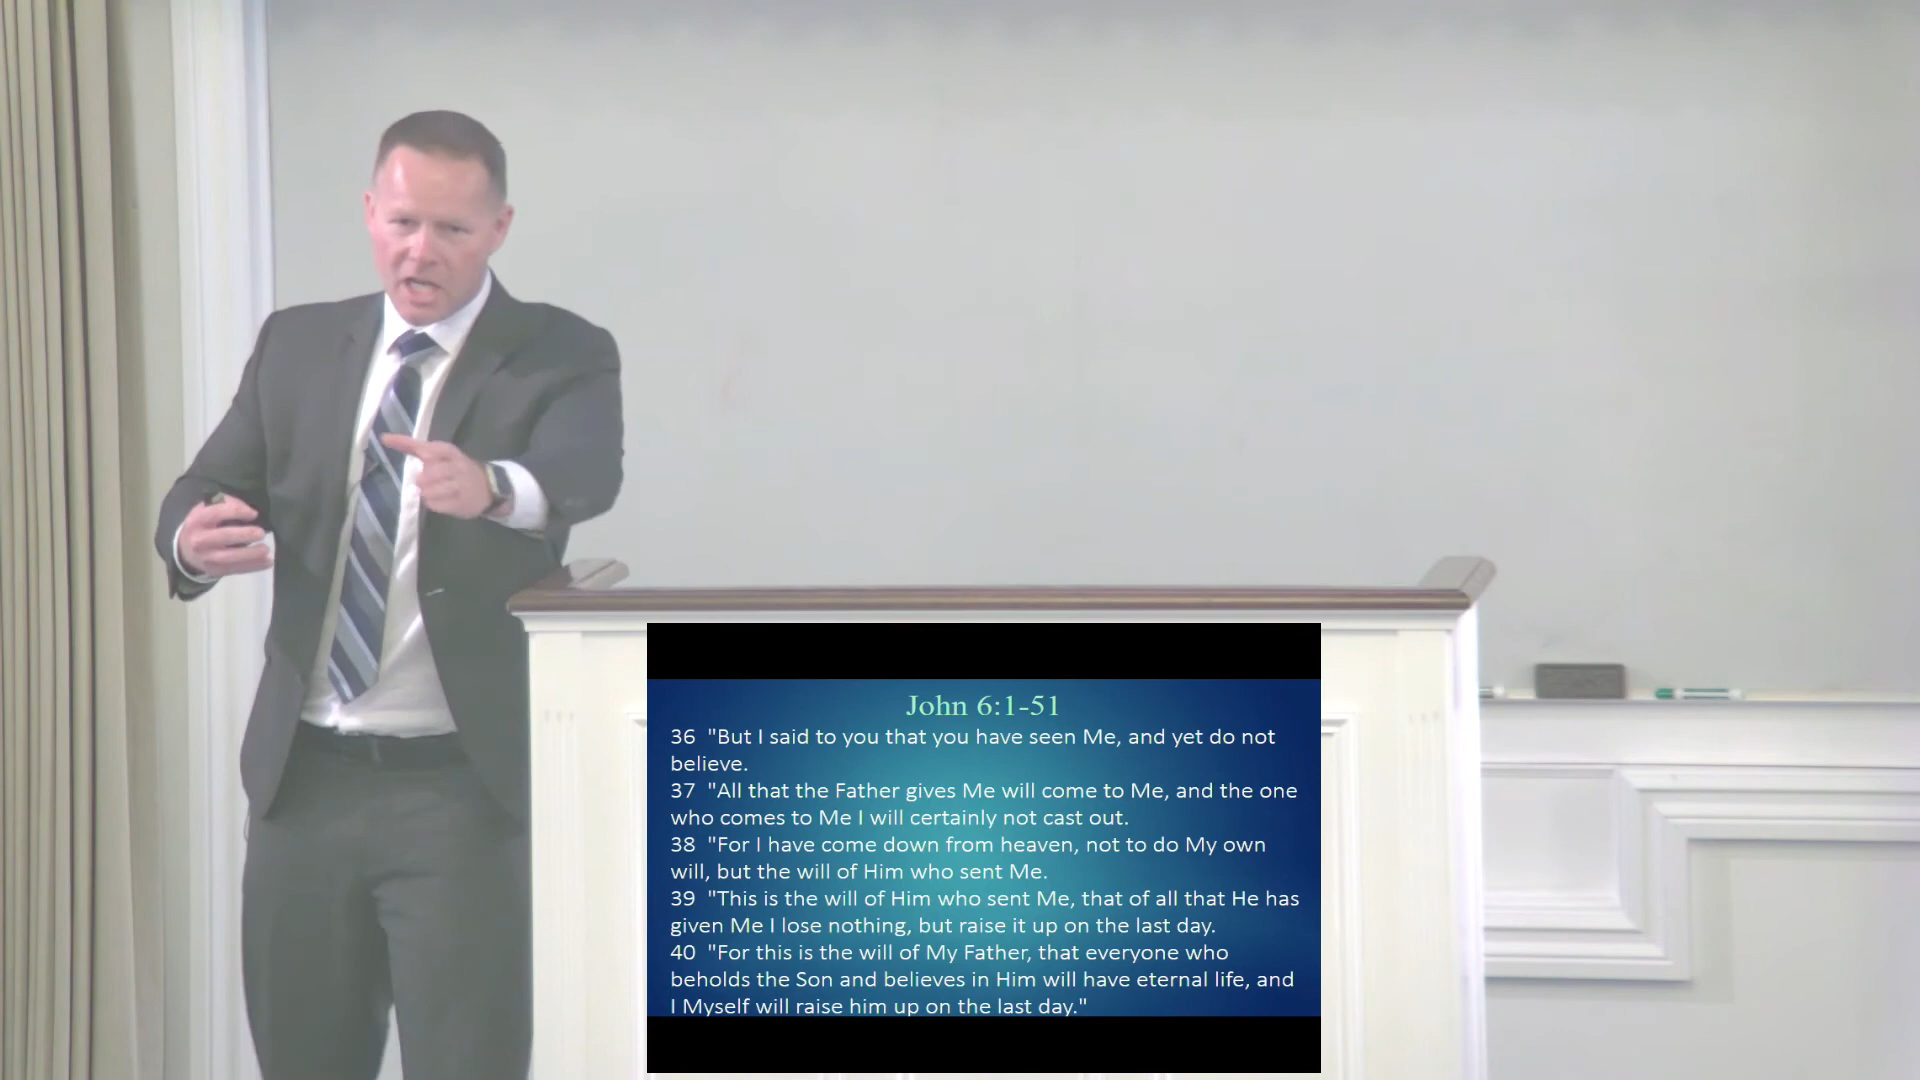 John 6:1-51
36 "But I said to you that you have seen Me, and yet do not
believe.
37 "All that the Father gives Me will come to Me, and the one
who comes to Me I will certainly not cast out.
38 "For I have come down from heaven, not to do My own
will, but the will of Him who sent Me.
39 "This is the will of Him who sent Me, that of all that He has
given Me I lose nothing, but raise it up on the last day.
40 "For this is the will of My Father, that everyone who
beholds the Son and believes in Him will have eternal life, and
I Myself will raise him up on the last day."